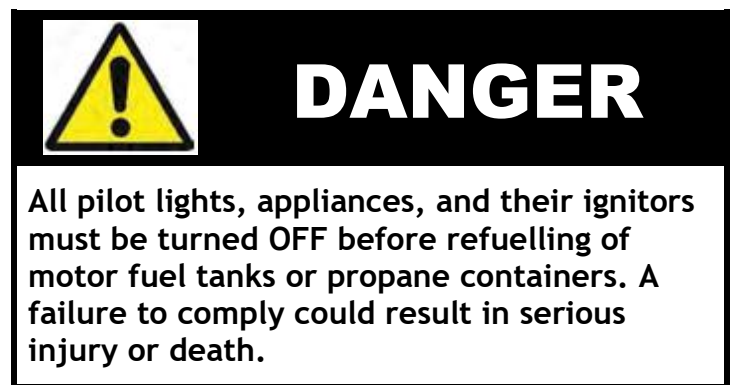 DANGER
All pilot lights, appliances, and their ignitors
must be turned OFF before refuelling of
motor fuel tanks or propane containers. A
failure to comply could result in serious
injury or death.